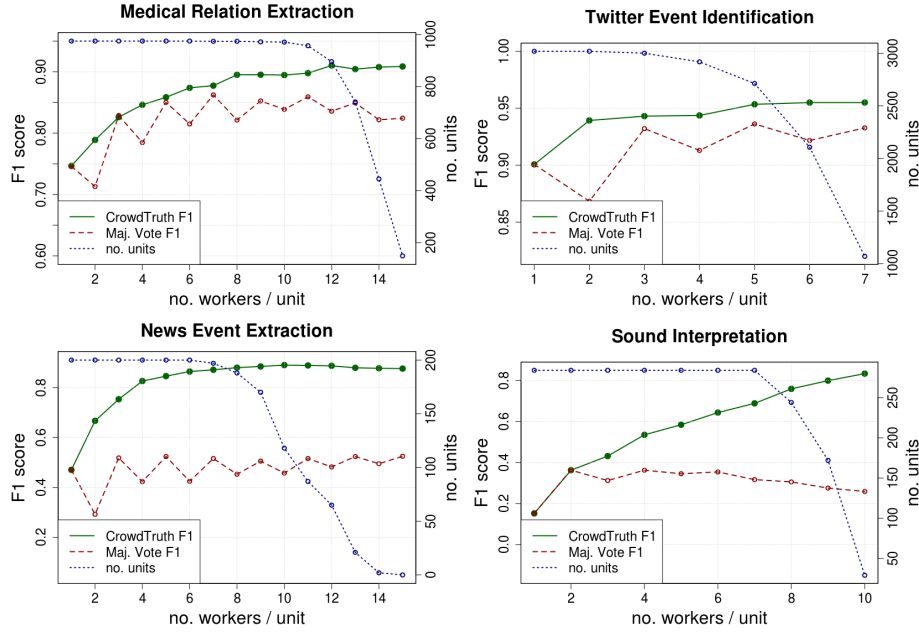 Medical Relation Extraction
F1 score
0.60 0.70 0.80 0.90
200 400 600 800 1000
no. units
CrowdTruth F1
Maj. Vote F1
no. units
2 4 6 8 10 12 14
no. workers / unit
Twitter Event Identification
F1 score
0.85 0.90 0.95 1.00
1000 1500 2000 2500 3000
no. units
CrowdTruth F1
Maj. Vote F1
no. units
1 2 3 4 5 6 7
no. workers / unit
News Event Extraction
F1 score
0.2 0.4 0.6 0.8
0 50 100 150 200
no. units
CrowdTruth F1
Maj. Vote F1
no. units
2 4 6 8 10 12 14
no. workers / unit
Sound Interpretation
F1 score
0.0 0.2 0.4 0.6 0.8
50 100 150 200 250
no. units
CrowdTruth F1
Maj. Vote F1
no. units
2 4 6 8 10
no. workers / unit